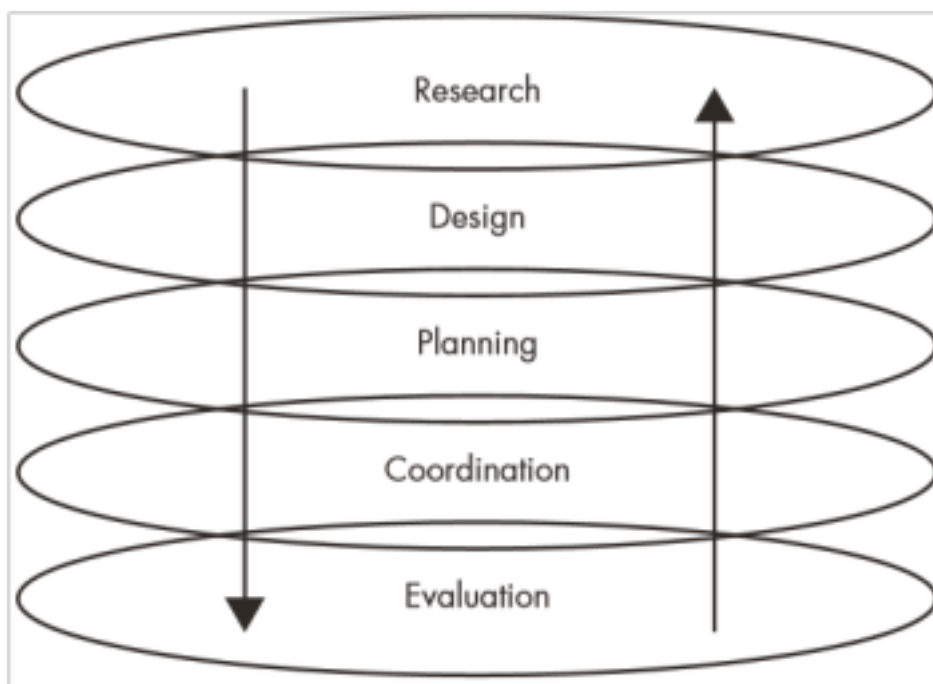 Research
Design
Planning
Coordination
Evaluation